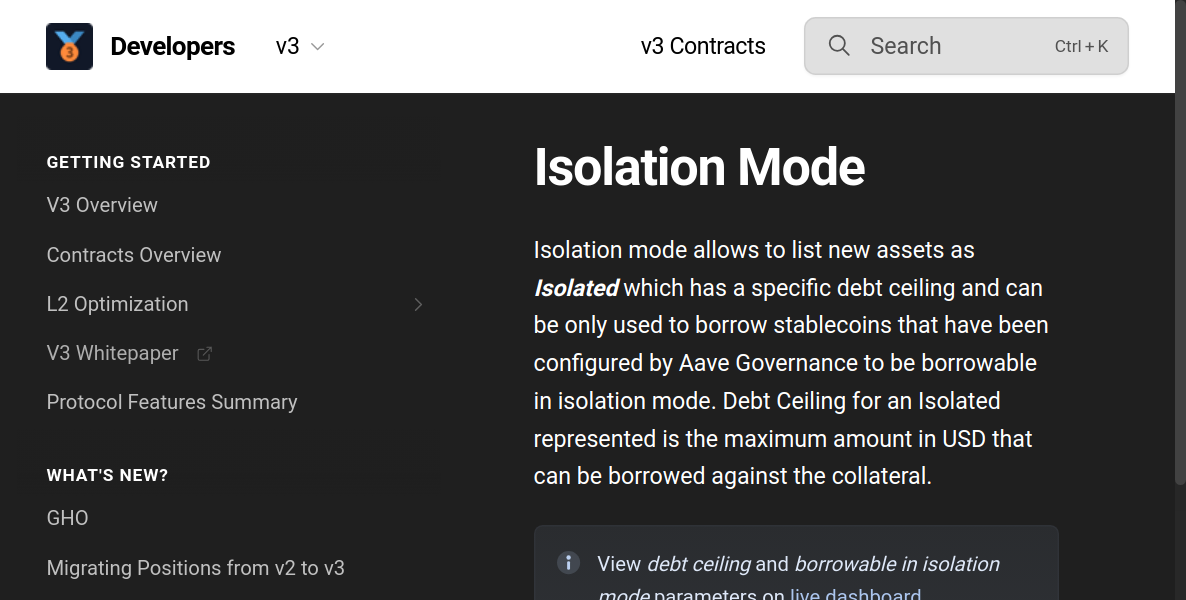 Developers
v3
v3 Contracts
Search
Ctrl + K
GETTING STARTED
V3 Overview
Contracts Overview
L2 Optimization
V3 Whitepaper
Protocol Features Summary
WHAT'S NEW?
GHO
Migrating Positions from v2 to v3
Isolation Mode
Isolation mode allows to list new assets as
Isolated which has a specific debt ceiling and can
be only used to borrow stablecoins that have been
configured by Aave Governance to be borrowable
in isolation mode. Debt Ceiling for an Isolated
represented is the maximum amount in USD that
can be borrowed against the collateral.
View debt ceiling and borrowable in isolation
mode parameters on live dashboard